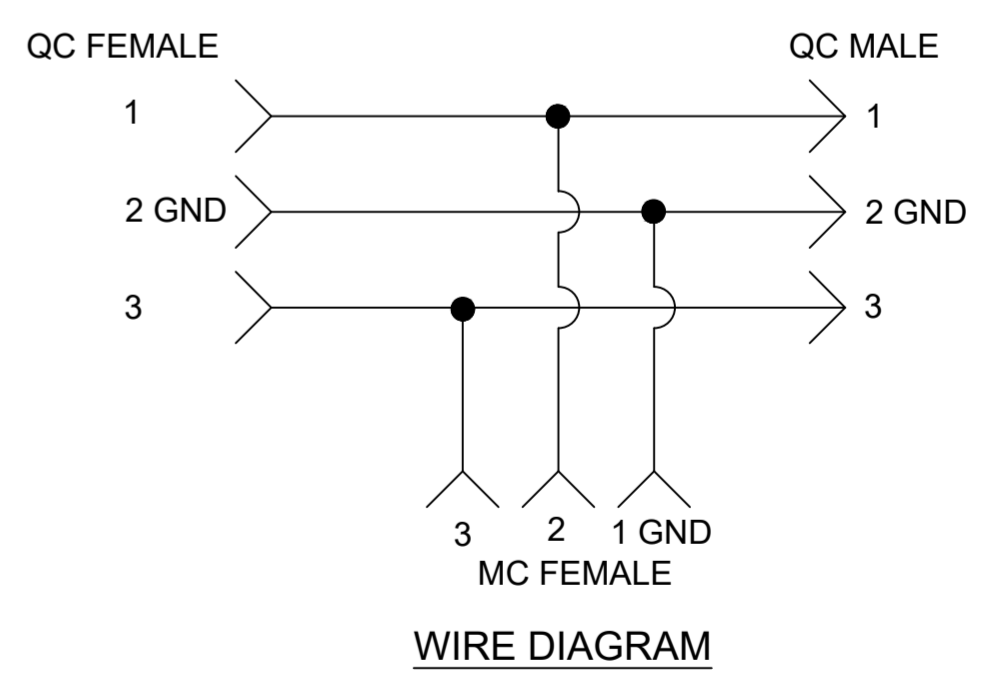 QC FEMALE
QC MALE
1
1
2 GND
2 GND
3
3
3
2
1 GND
MC FEMALE
WIRE DIAGRAM